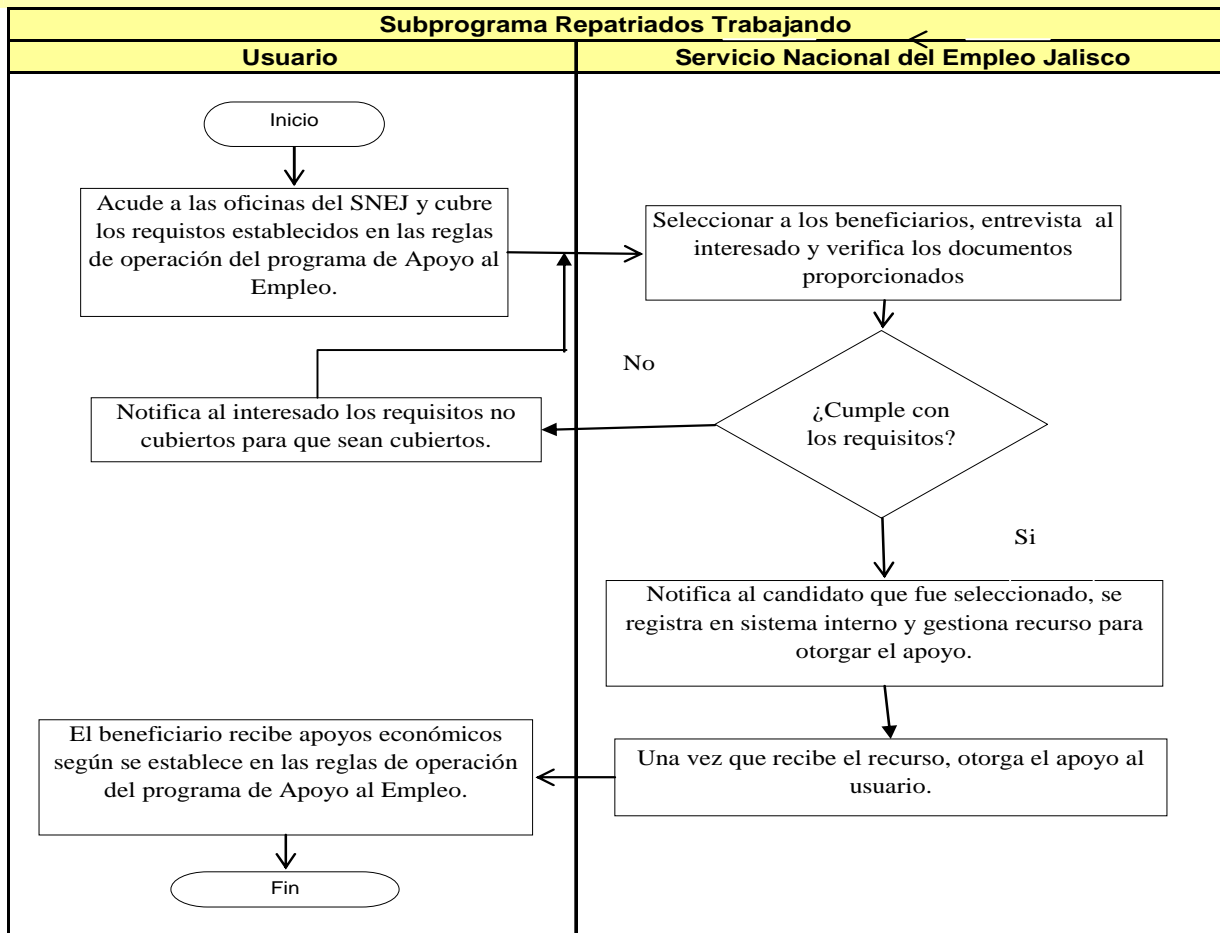 Subprograma Repatriados Trabajando
Usuario
Servicio Nacional del Empleo Jalisco
Inicio
Acude a las oficinas del SNEJ y cubre
los requistos establecidos en las reglas
de operación del programa de Apoyo al
Empleo.
Seleccionar a los beneficiarios, entrevista al
interesado y verifica los documentos
proporcionados
No
¿Cumple con
los requisitos?
Notifica al interesado los requisitos no
cubiertos para que sean cubiertos.
Si
Notifica al candidato que fue seleccionado, se
registra en sistema interno y gestiona recurso para
otorgar el apoyo.
Una vez que recibe el recurso, otorga el apoyo al
usuario.
El beneficiario recibe apoyos económicos
según se establece en las reglas de operación
del programa de Apoyo al Empleo.
Fin